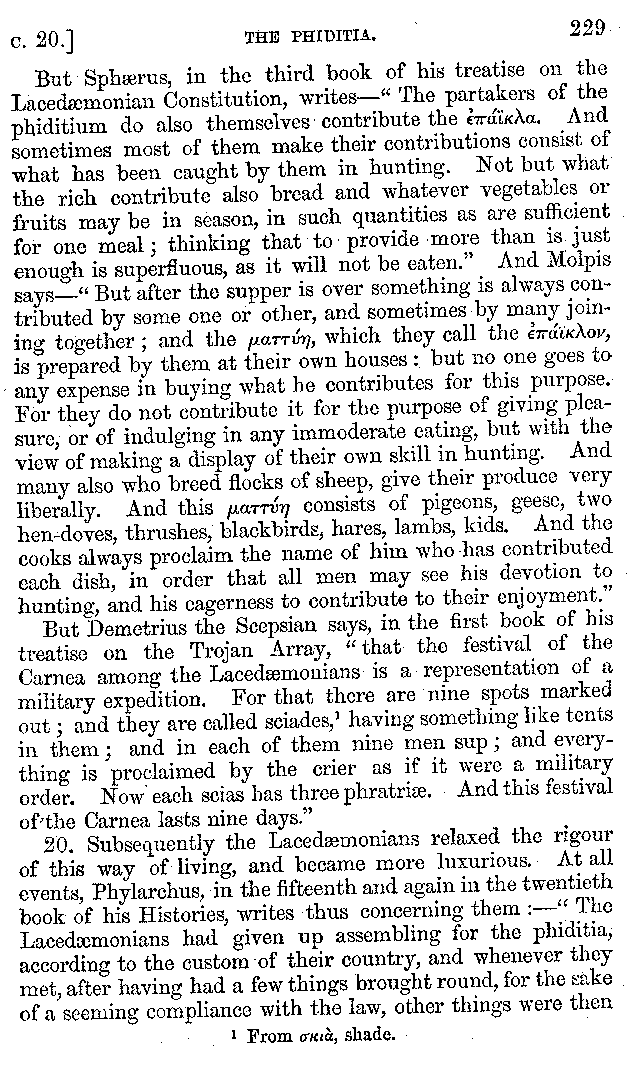 c. 20.] THE PHIDITIA. 229
But Sphærus, in the third book of his treatise on the
Lacedæmonian Constitution, writes—“ The partakers of the
phiditium do also themselves contribute the ἐπάϊκλα. And
sometimes most of them make their contributions consist of
what has been caught by them in hunting. Not but what
the rich contribute also bread and whatever vegetables or
fruits may be in season, in such quantities as are sufficient
for one meal ; thinking that to provide more than is just
enough is superfluous, as it will not be eaten.” And Molpis
says—“ But after the supper is over something is always con-
tributed by some one or other, and sometimes by many join-
ing together ; and the ματτύη, which they call the ἐπάϊκλον,
is prepared by them at their own houses : but no one goes to
any expense in buying what he contributes for this purpose.
For they do not contribute it for the purpose of giving plea-
sure, or of indulging in any immoderate eating, but with the
view of making a display of their own skill in hunting. And
many also who breed flocks of sheep, give their produce very
liberally. And this ματτύη consists of pigeons, geese, two
hen-doves, thrushes, blackbirds, hares, lambs, kids. And the
cooks always proclaim the name of him who has contributed
each dish, in order that all men may see his devotion to
hunting, and his eagerness to contribute to their enjoyment.”
But Demetrius the Scepsian says, in the first book of his
treatise on the Trojan Array, “ that the festival of the
Carnea among the Lacedæmonians is a representation of a
military expedition. For that there are nine spots marked
out ; and they are called sciades,¹ having something like tents
in them ; and in each of them nine men sup ; and every-
thing is proclaimed by the crier as if it were a military
order. Now each scias has three phratriæ. And this festival
of the Carnea lasts nine days.”
20. Subsequently the Lacedæmonians relaxed the rigour
of this way of living, and became more luxurious. At all
events, Phylarchus, in the fifteenth and again in the twentieth
book of his Histories, writes thus concerning them :—“ The
Lacedæmonians had given up assembling for the phiditia,
according to the custom of their country, and whenever they
met, after having had a few things brought round, for the sake
of a seeming compliance with the law, other things were then
¹ From σκιὰ, shade.